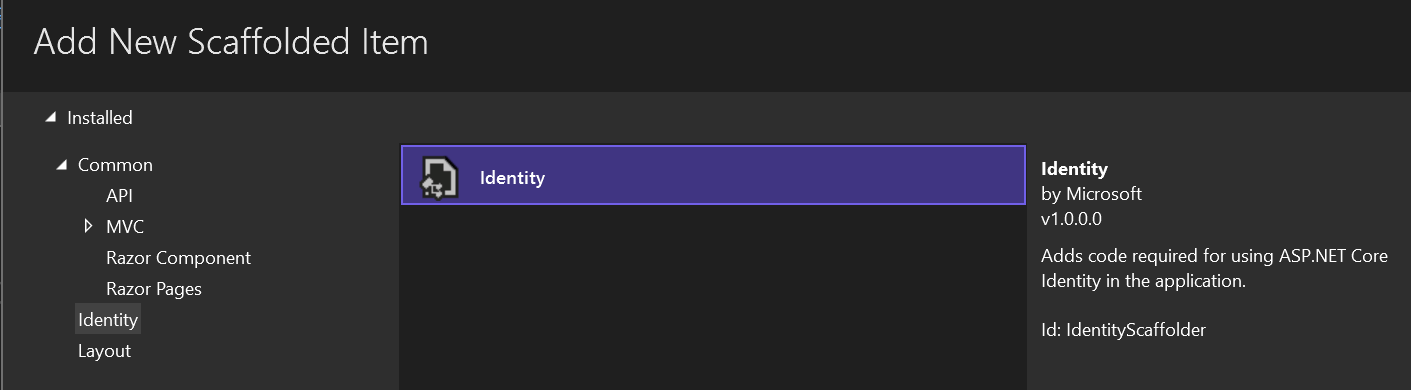 Add New Scaffolded Item
Installed
Common
API
MVC
Razor Component
Razor Pages
Identity
Layout
Identity
Identity
by Microsoft
v1.0.0.0
Adds code required for using ASP.NET Core
Identity in the application.
Id: IdentityScaffolder